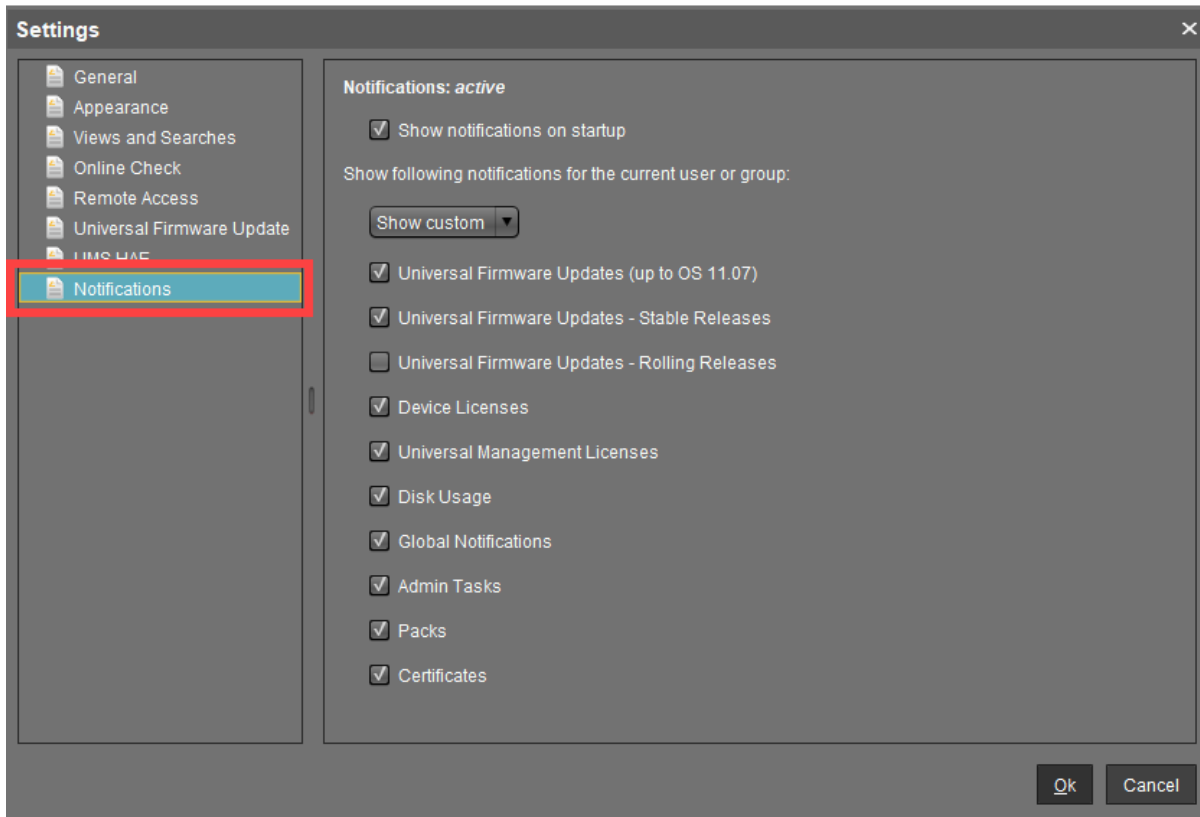 Settings
General
Appearance
Views and Searches
Online Check
Remote Access
Universal Firmware Update
UMS HAE
Notifications
Notifications: active
Show notifications on startup
Show following notifications for the current user or group:
Show custom
Universal Firmware Updates (up to OS 11.07)
Universal Firmware Updates - Stable Releases
Universal Firmware Updates - Rolling Releases
Device Licenses
Universal Management Licenses
Disk Usage
Global Notifications
Admin Tasks
Packs
Certificates
Ok
Cancel